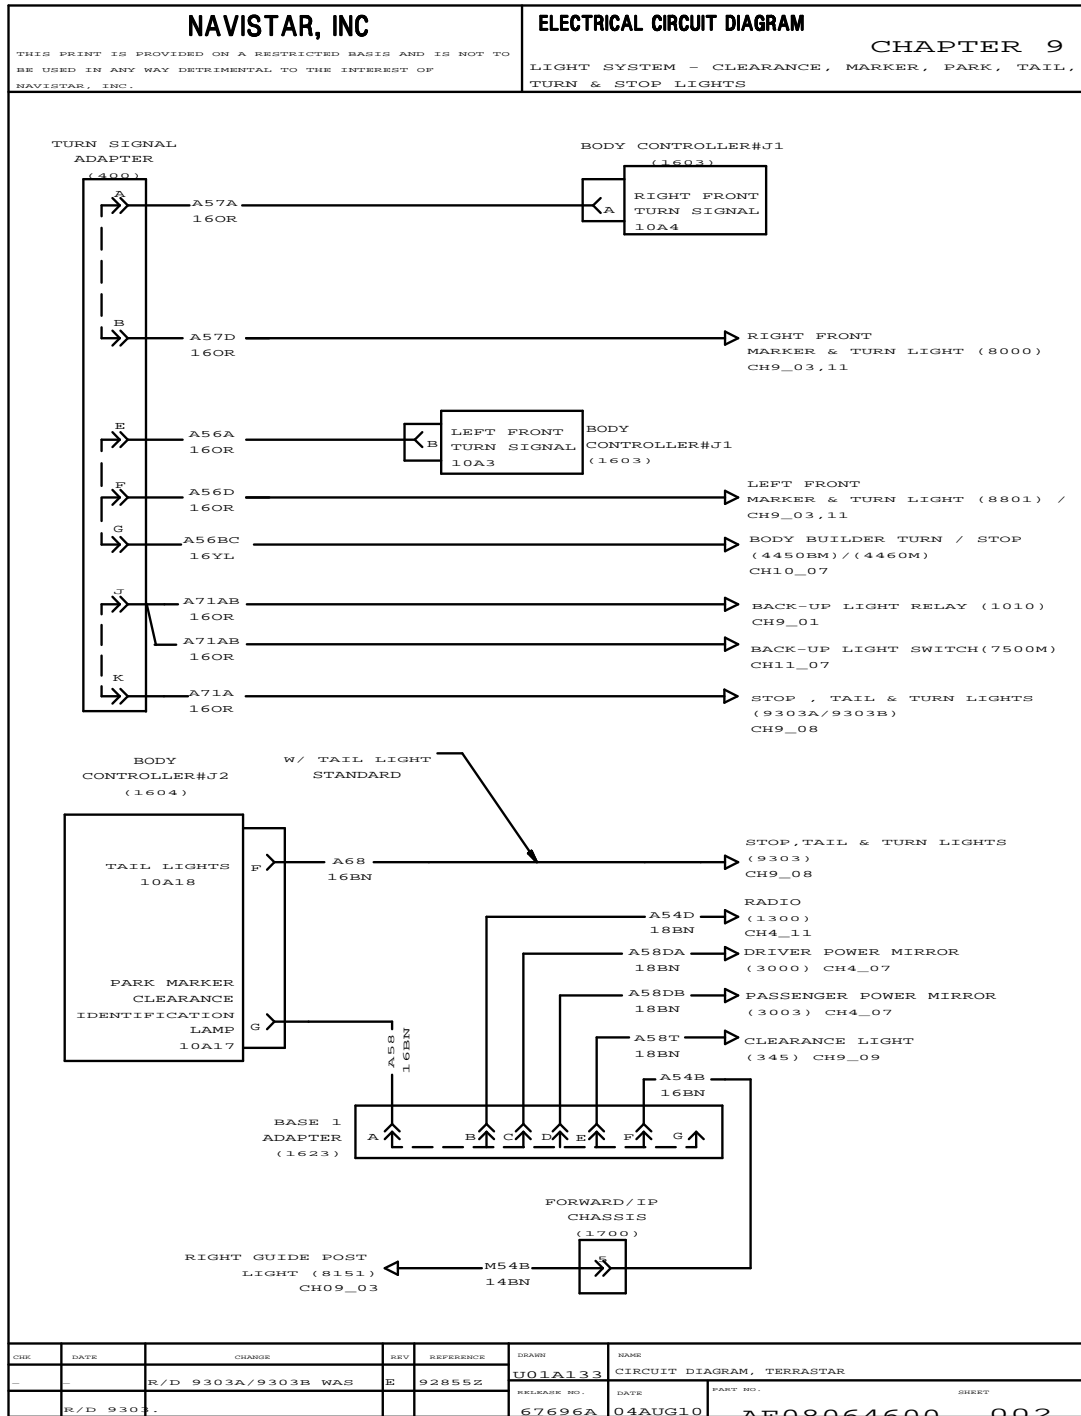 NAVISTAR, INC
THIS PRINT IS PROVIDED ON A RESTRICTED BASIS AND IS NOT TO
BE USED IN ANY WAY DETRIMENTAL TO THE INTEREST OF
NAVISTAR, INC.
ELECTRICAL CIRCUIT DIAGRAM
CHAPTER 9
LIGHT SYSTEM - CLEARANCE, MARKER, PARK, TAIL,
TURN & STOP LIGHTS
TURN SIGNAL
ADAPTER
(400)
BODY CONTROLLER#J1
(1603)
A
A57A
16OR
A
RIGHT FRONT
TURN SIGNAL
10A4
B
A57D
16OR
RIGHT FRONT
MARKER & TURN LIGHT (8000)
CH9_03,11
E
A56A
16OR
B
LEFT FRONT
TURN SIGNAL
10A3
BODY
CONTROLLER#J1
(1603)
F
A56D
16OR
LEFT FRONT
MARKER & TURN LIGHT (8801) /
CH9_03,11
G
A56BC
16YL
BODY BUILDER TURN / STOP
(4450BM)/(4460M)
CH10_07
J
A71AB
16OR
BACK-UP LIGHT RELAY (1010)
CH9_01
A71AB
16OR
BACK-UP LIGHT SWITCH(7500M)
CH11_07
K
A71A
16OR
STOP , TAIL & TURN LIGHTS
(9303A/9303B)
CH9_08
BODY
CONTROLLER#J2
(1604)
W/ TAIL LIGHT
STANDARD
TAIL LIGHTS
10A18
F
A68
16BN
STOP,TAIL & TURN LIGHTS
(9303)
CH9_08
A54D
18BN
RADIO
(1300)
CH4_11
A58DA
18BN
DRIVER POWER MIRROR
(3000) CH4_07
PARK MARKER
CLEARANCE
IDENTIFICATION
LAMP
10A17
G
A58
16BN
A58DB
18BN
PASSENGER POWER MIRROR
(3003) CH4_07
A58T
18BN
CLEARANCE LIGHT
(345) CH9_09
A54B
16BN
BASE 1
ADAPTER
(1623)
A B C D E F G
FORWARD/IP
CHASSIS
(1700)
RIGHT GUIDE POST
LIGHT (8151)
CH09_03
M54B
14BN
CHK DATE CHANGE REV REFERENCE
- - R/D 9303A/9303B WAS E 92855Z
R/D 9303.
DRAWN
U01A133
NAME
CIRCUIT DIAGRAM, TERRASTAR
RELEASE NO.
67696A
DATE
04AUG10
PART NO.
AE08064600
SHEET
002